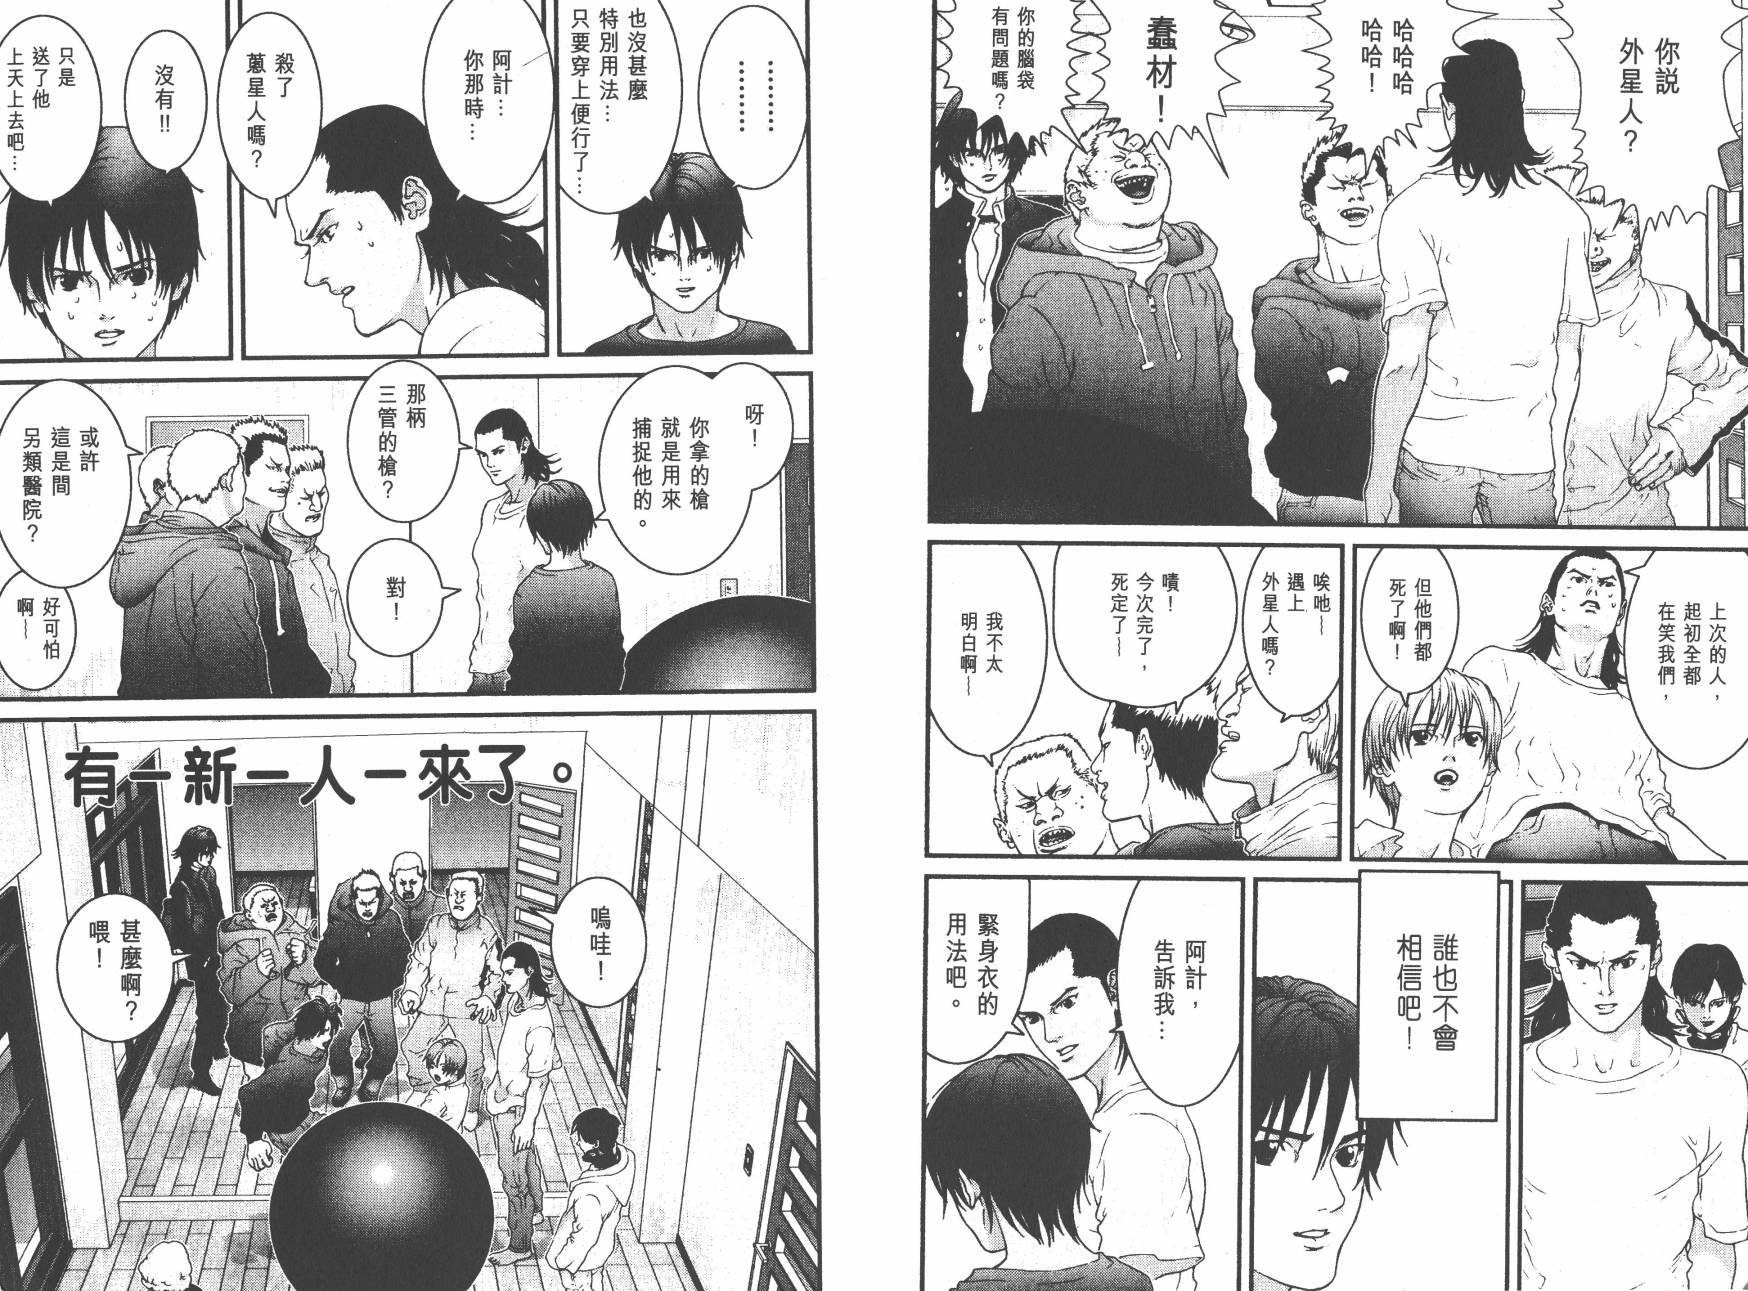 你說
外星人？
哈哈哈
哈哈！
蠢材！
你的腦袋
有問題嗎？
上次的人，
起初全都
在笑我們，
但他們都
死了啊！
唉吔～
遇上
外星人嗎？
嘖！
今次完了，
死定了～
我不太
明白啊～
誰也不會
相信吧！
阿計，
告訴我…
緊身衣的
用法吧。
………
………
也沒甚麼
特別用法…
只要穿上便行了…
阿計…
你那時…
殺了
蔥星人嗎？
沒有!!
只是
送了他
上天上去吧…
呀！
你拿的槍
就是用來
捕捉他的。
那柄
三管的槍？
對！
或許
這是間
另類醫院？
好可怕
啊～
有一新一人一來了。
嗚哇！
甚麼啊？
喂！